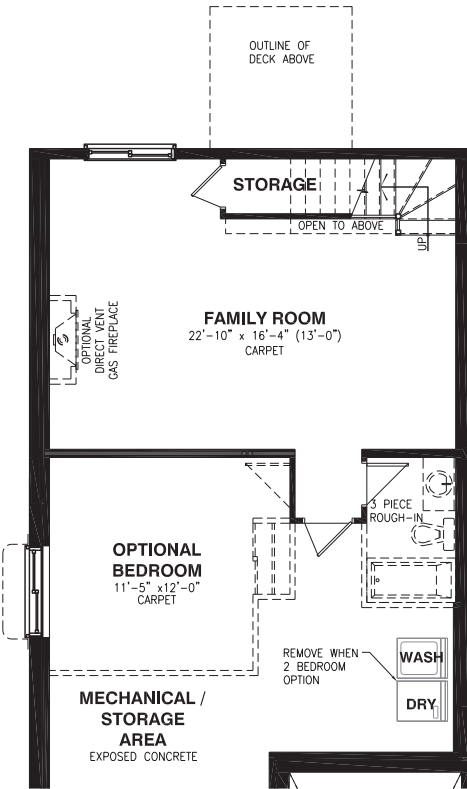 OUTLINE OF
DECK ABOVE
STORAGE
OPEN TO ABOVE
UP
FAMILY ROOM
22'-10" x 16'-4" (13'-0")
CARPET
OPTIONAL
DIRECT VENT
GAS FIREPLACE
3 PIECE
ROUGH-IN
OPTIONAL
BEDROOM
11'-5" x12'-0"
CARPET
REMOVE WHEN
2 BEDROOM
OPTION
WASH
DRY
MECHANICAL /
STORAGE
AREA
EXPOSED CONCRETE